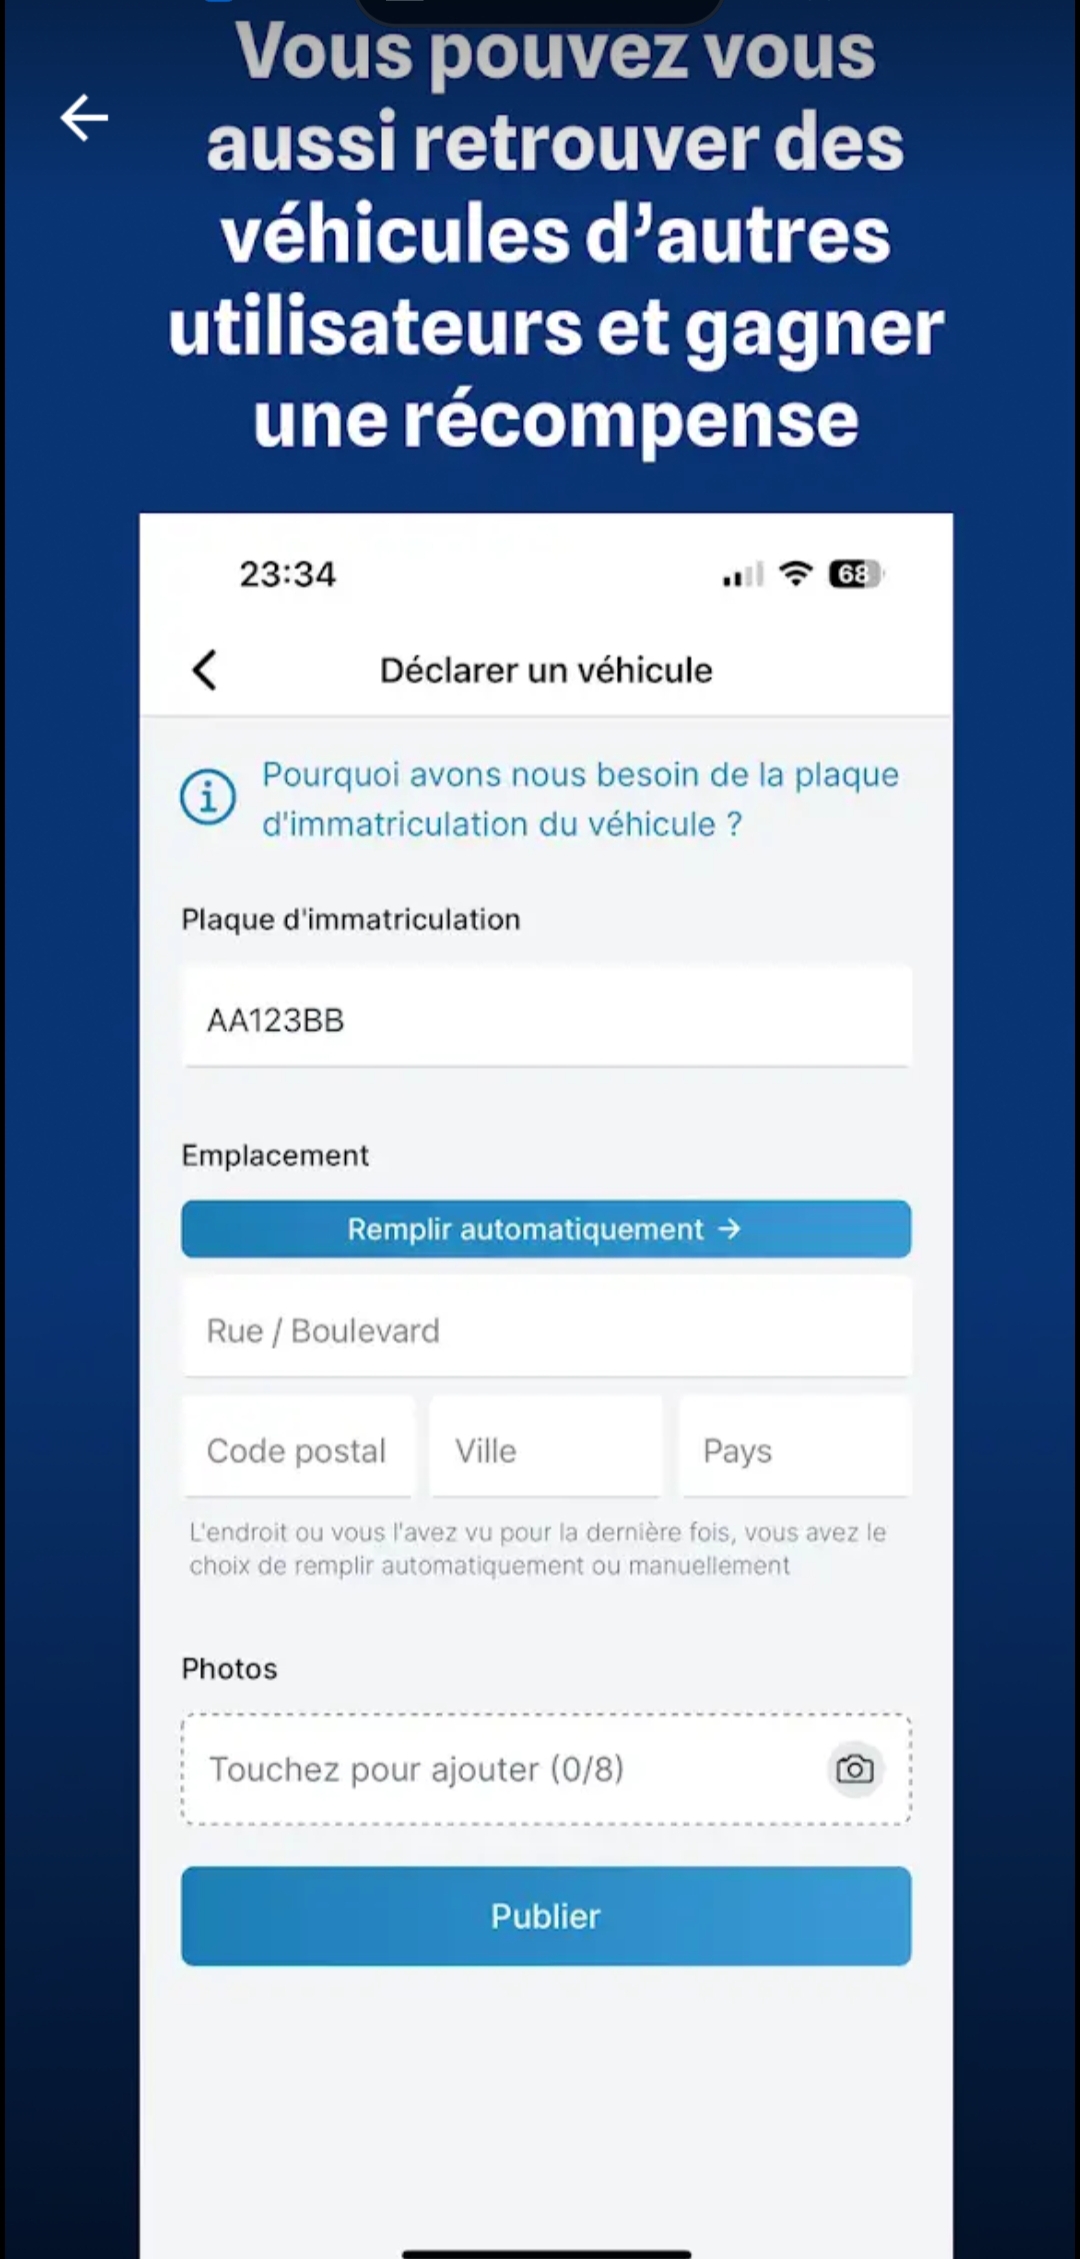 Vous pouvez vous
aussi retrouver des
véhicules d’autres
utilisateurs et gagner
une récompense
23:34
68
Déclarer un véhicule
Pourquoi avons nous besoin de la plaque
d'immatriculation du véhicule ?
Plaque d'immatriculation
AA123BB
Emplacement
Remplir automatiquement →
Rue / Boulevard
Code postal Ville Pays
L'endroit ou vous l'avez vu pour la dernière fois, vous avez le
choix de remplir automatiquement ou manuellement
Photos
Touchez pour ajouter (0/8)
Publier